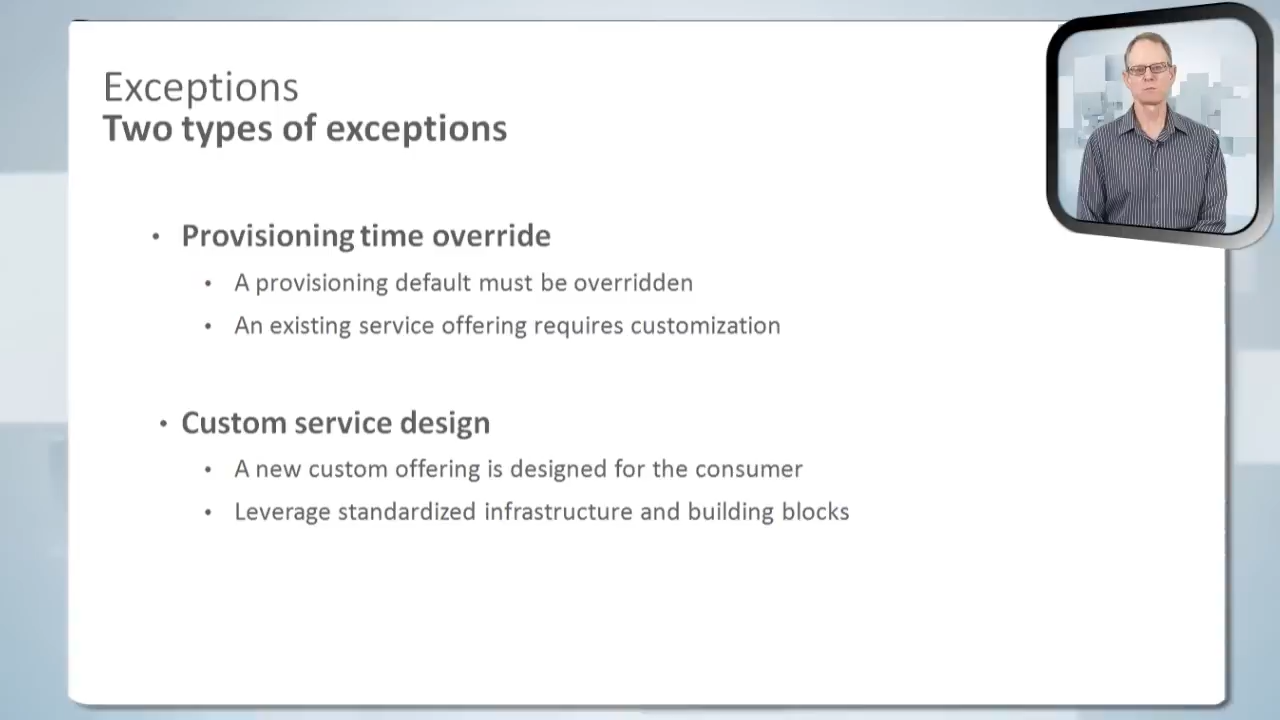 Exceptions
Two types of exceptions
• Provisioning time override
• A provisioning default must be overridden
• An existing service offering requires customization
• Custom service design
• A new custom offering is designed for the consumer
• Leverage standardized infrastructure and building blocks